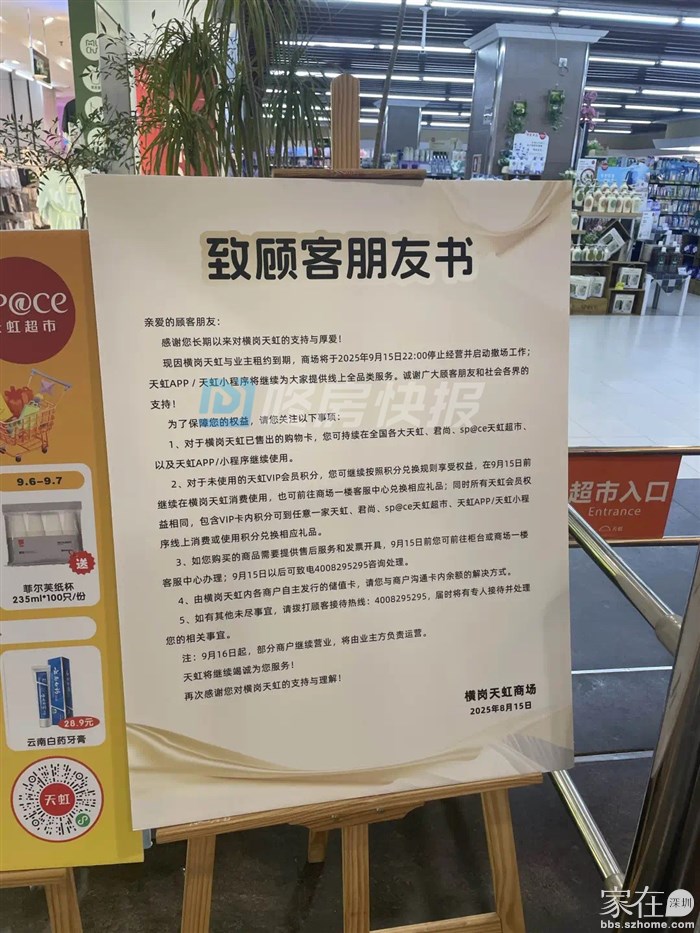 致顾客朋友书
亲爱的顾客朋友：
感谢您长期以来对横岗天虹的支持与厚爱！
现因横岗天虹与业主租约到期，商场将于2025年9月15日22:00停止经营并启动撤场工作；
天虹APP / 天虹小程序将继续为大家提供线上全品类服务。诚谢广大顾客朋友和社会各界的
支持！
为了保障您的权益，请您关注以下事项：
1、对于横岗天虹已售出的购物卡，您可持续在全国各大天虹、君尚、sp@ce天虹超市、
以及天虹APP/小程序继续使用。
2、对于未使用的天虹VIP会员积分，您可继续按照积分兑换规则享受权益，在9月15日前
继续在横岗天虹消费使用，也可前往商场一楼客服中心兑换相应礼品；同时所有会员权
益相同，包含VIP卡内积分可到任意一家天虹、君尚、sp@ce天虹超市、天虹APP/天虹小程
序线上消费或使用积分兑换相应礼品。
3、如您购买的商品需要提供售后服务和发票开具，9月15日前您可前往柜台或商场一楼
客服中心办理；9月15日以后可致电4008295295咨询处理。
4、由横岗天虹内各商户自主发行的储值卡，请您与商户沟通卡内余额的解决方式。
5、如有其他未尽事宜，请拨打顾客接待热线：4008295295，届时将有专人接待并处理
您的相关事宜。
注：9月16日起，部分商户继续营业，将由业主方负责运营。
天虹将继续竭诚为您服务！
再次感谢您对横岗天虹的支持与理解！
横岗天虹商场
2025年8月15日
P@ce
天虹超市
9.6-9.7
送
菲尔芙纸杯
235ml*100只/份
28.9元
云南白药牙膏
天虹
超市入口
Entrance
家在深圳
bbs.szhome.com